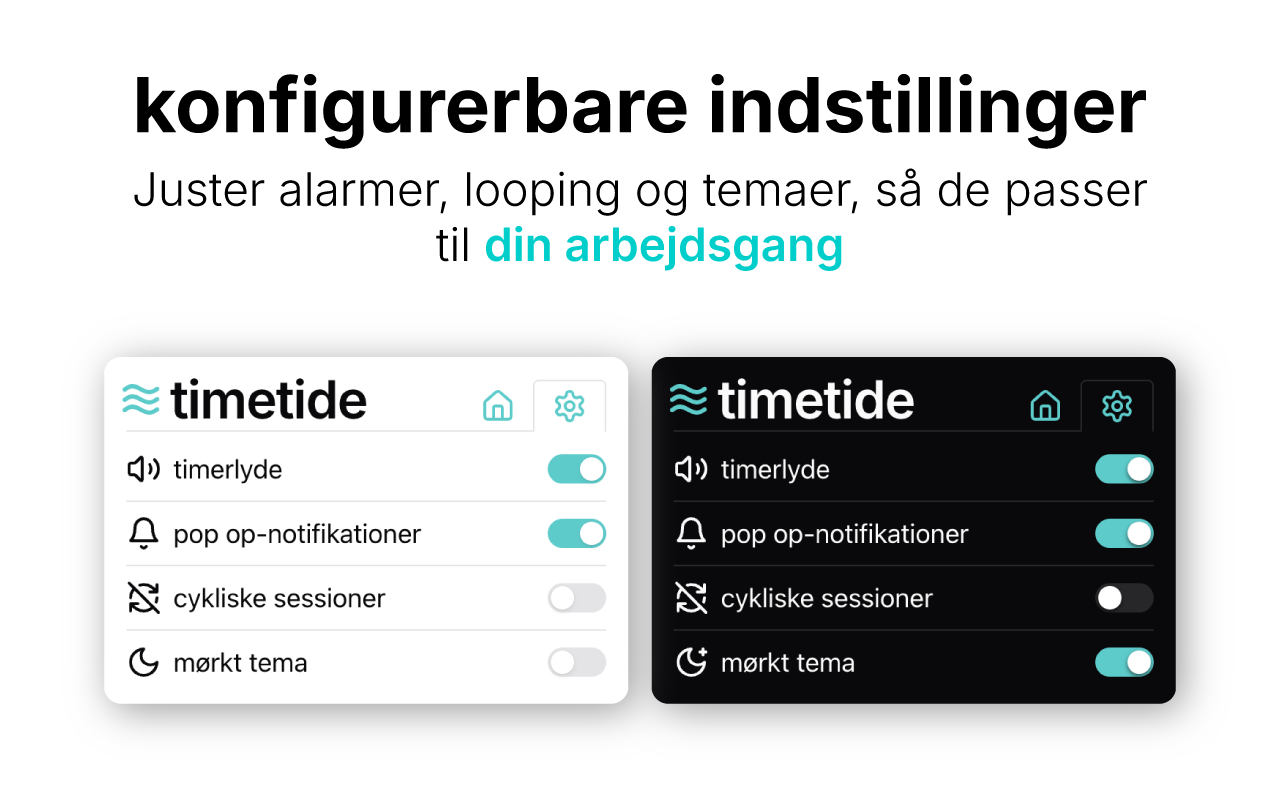 konfigurerbare indstillinger
Juster alarmer, looping og temaer, så de passer
til din arbejdsgang
timetide
timerlyde
pop op-notifikationer
cykliske sessioner
mørkt tema
timetide
timerlyde
pop op-notifikationer
cykliske sessioner
mørkt tema